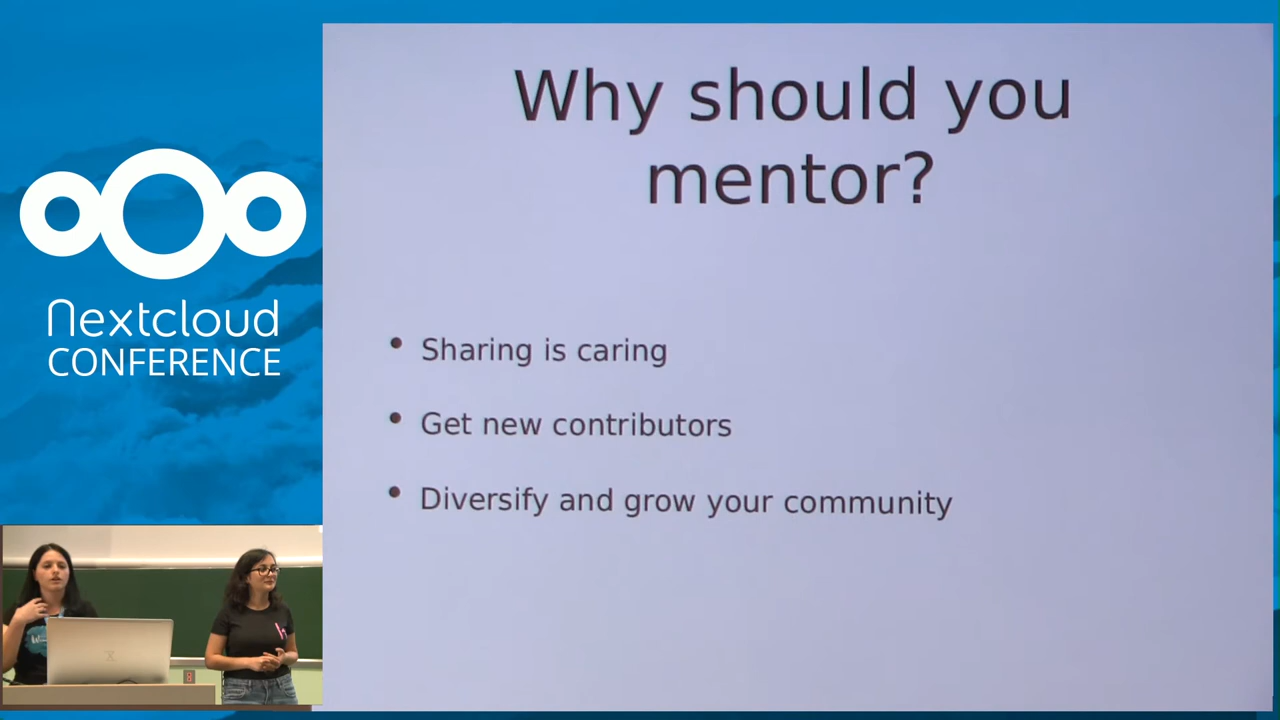 Nextcloud
CONFERENCE
Why should you
mentor?
• Sharing is caring
• Get new contributors
• Diversify and grow your community